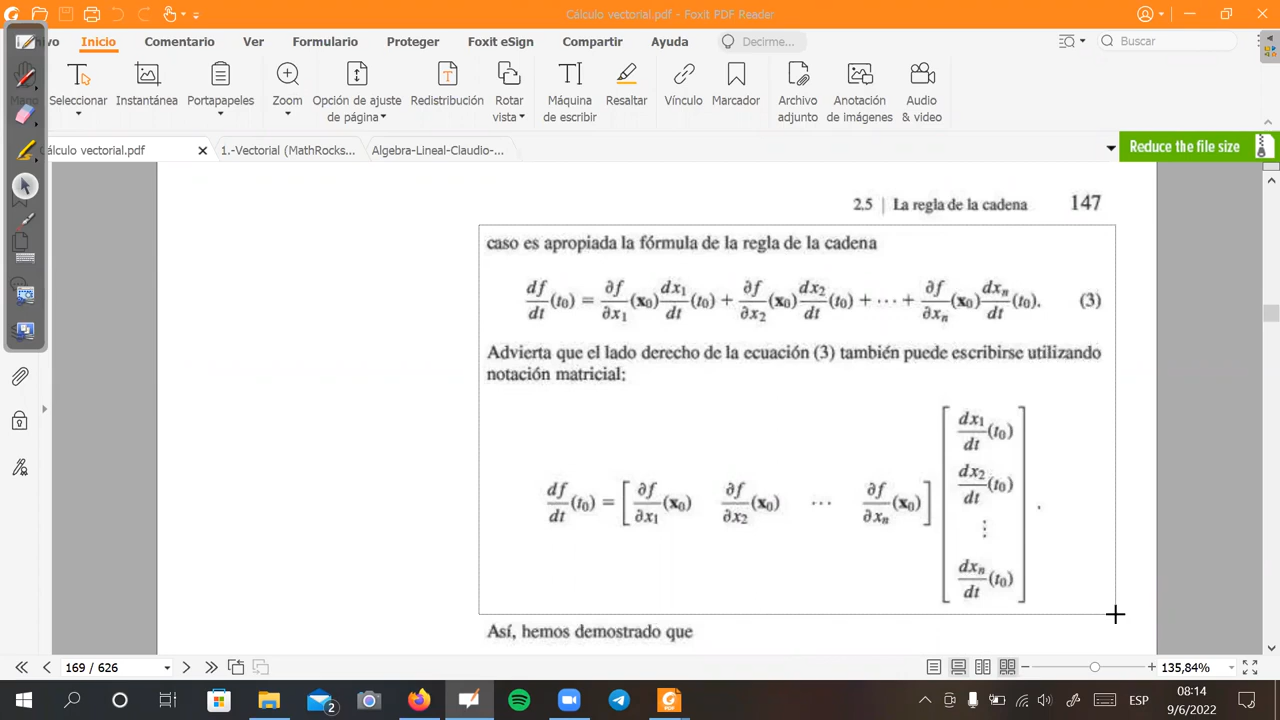 Cálculo vectorial.pdf - Foxit PDF Reader
Inicio Comentario Ver Formulario Proteger Foxit eSign Compartir Ayuda Decirme... Buscar
Mano Seleccionar Instantánea Portapapeles Zoom Opción de ajuste de página Redistribución Rotar vista Máquina de escribir Resaltar Vínculo Marcador Archivo adjunto Anotación de imágenes Audio & video
álculo vectorial.pdf 1.-Vectorial (MathRocks... Algebra-Lineal-Claudio-... Reduce the file size
2.5 | La regla de la cadena 147
caso es apropiada la fórmula de la regla de la cadena
df/dt (t₀) = ∂f/∂x₁ (x₀) dx₁/dt (t₀) + ∂f/∂x₂ (x₀) dx₂/dt (t₀) + ⋯ + ∂f/∂xₙ (x₀) dxₙ/dt (t₀). (3)
Advierta que el lado derecho de la ecuación (3) también puede escribirse utilizando
notación matricial:
df/dt (t₀) = [ ∂f/∂x₁ (x₀) ∂f/∂x₂ (x₀) ⋯ ∂f/∂xₙ (x₀) ] [ dx₁/dt (t₀) dx₂/dt (t₀) ⋮ dxₙ/dt (t₀) ] .
Así, hemos demostrado que
169 / 626 135,84%
2 ESP 08:14
9/6/2022